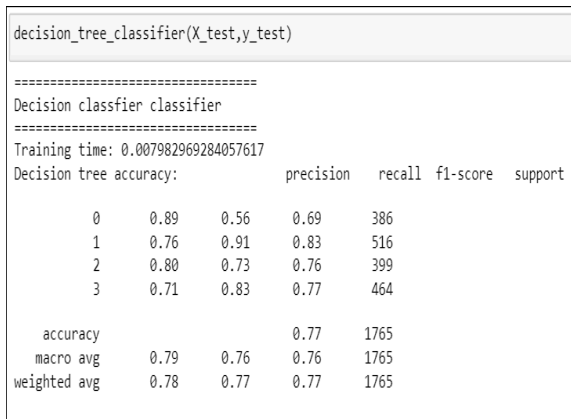 decision_tree_classifier(X_test,y_test)
==================================
Decision classfier classifier
==================================
Training time: 0.007982969284057617
Decision tree accuracy: precision recall f1-score support
0 0.89 0.56 0.69 386
1 0.76 0.91 0.83 516
2 0.80 0.73 0.76 399
3 0.71 0.83 0.77 464
accuracy 0.77 1765
macro avg 0.79 0.76 0.76 1765
weighted avg 0.78 0.77 0.77 1765